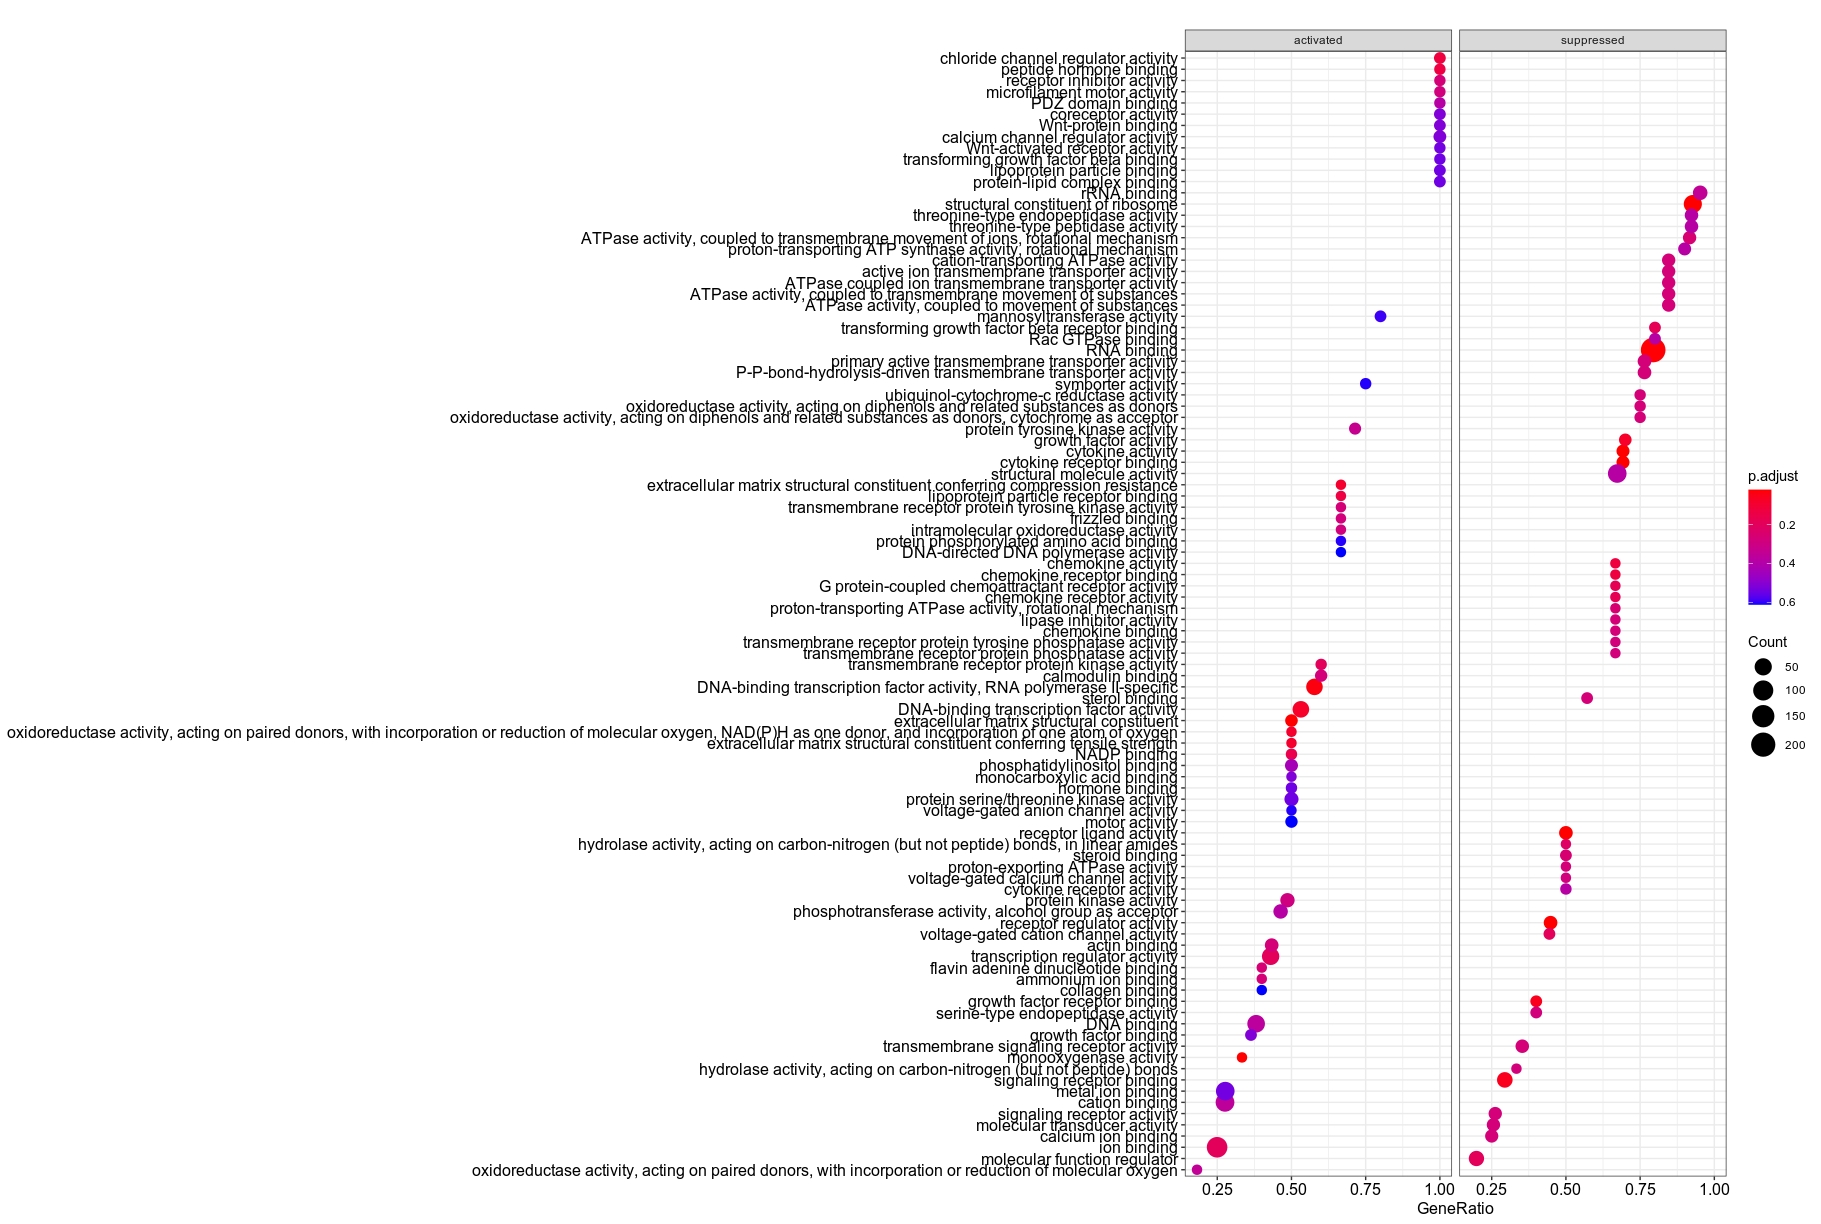 activated
suppressed
chloride channel regulator activity
peptide hormone binding
receptor inhibitor activity
microfilament motor activity
PDZ domain binding
coreceptor activity
Wnt-protein binding
calcium channel regulator activity
Wnt-activated receptor activity
transforming growth factor beta binding
lipoprotein particle binding
protein-lipid complex binding
rRNA binding
structural constituent of ribosome
threonine-type endopeptidase activity
threonine-type peptidase activity
ATPase activity, coupled to transmembrane movement of ions, rotational mechanism
proton-transporting ATP synthase activity, rotational mechanism
cation-transporting ATPase activity
active ion transmembrane transporter activity
ATPase coupled ion transmembrane transporter activity
ATPase activity, coupled to transmembrane movement of substances
ATPase activity, coupled to movement of substances
mannosyltransferase activity
transforming growth factor beta receptor binding
Rac GTPase binding
RNA binding
primary active transmembrane transporter activity
P-P-bond-hydrolysis-driven transmembrane transporter activity
symporter activity
ubiquinol-cytochrome-c reductase activity
oxidoreductase activity, acting on diphenols and related substances as donors
oxidoreductase activity, acting on diphenols and related substances as donors, cytochrome as acceptor
protein tyrosine kinase activity
growth factor activity
cytokine activity
cytokine receptor binding
structural molecule activity
extracellular matrix structural constituent conferring compression resistance
lipoprotein particle receptor binding
transmembrane receptor protein tyrosine kinase activity
frizzled binding
intramolecular oxidoreductase activity
protein phosphorylated amino acid binding
DNA-directed DNA polymerase activity
chemokine activity
chemokine receptor binding
G protein-coupled chemoattractant receptor activity
chemokine receptor activity
proton-transporting ATPase activity, rotational mechanism
lipase inhibitor activity
chemokine binding
transmembrane receptor protein tyrosine phosphatase activity
transmembrane receptor protein phosphatase activity
transmembrane receptor protein kinase activity
calmodulin binding
DNA-binding transcription factor activity, RNA polymerase II-specific
sterol binding
DNA-binding transcription factor activity
extracellular matrix structural constituent
oxidoreductase activity, acting on paired donors, with incorporation or reduction of molecular oxygen, NAD(P)H as one donor, and incorporation of one atom of oxygen
extracellular matrix structural constituent conferring tensile strength
NADP binding
phosphatidylinositol binding
monocarboxylic acid binding
hormone binding
protein serine/threonine kinase activity
voltage-gated anion channel activity
motor activity
receptor ligand activity
hydrolase activity, acting on carbon-nitrogen (but not peptide) bonds, in linear amides
steroid binding
proton-exporting ATPase activity
voltage-gated calcium channel activity
cytokine receptor activity
protein kinase activity
phosphotransferase activity, alcohol group as acceptor
receptor regulator activity
voltage-gated cation channel activity
actin binding
transcription regulator activity
flavin adenine dinucleotide binding
ammonium ion binding
collagen binding
growth factor receptor binding
serine-type endopeptidase activity
DNA binding
growth factor binding
transmembrane signaling receptor activity
monooxygenase activity
hydrolase activity, acting on carbon-nitrogen (but not peptide) bonds
signaling receptor binding
metal ion binding
cation binding
signaling receptor activity
molecular transducer activity
calcium ion binding
ion binding
molecular function regulator
oxidoreductase activity, acting on paired donors, with incorporation or reduction of molecular oxygen
0.25 0.50 0.75 1.00 0.25 0.50 0.75 1.00
GeneRatio
p.adjust
0.2
0.4
0.6
Count
50
100
150
200